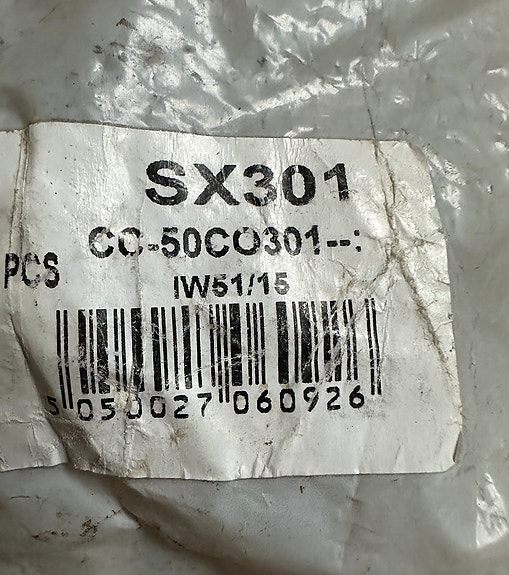 SX301
CC-50CO301--:
PCS
IW51/15
5 050027 060926